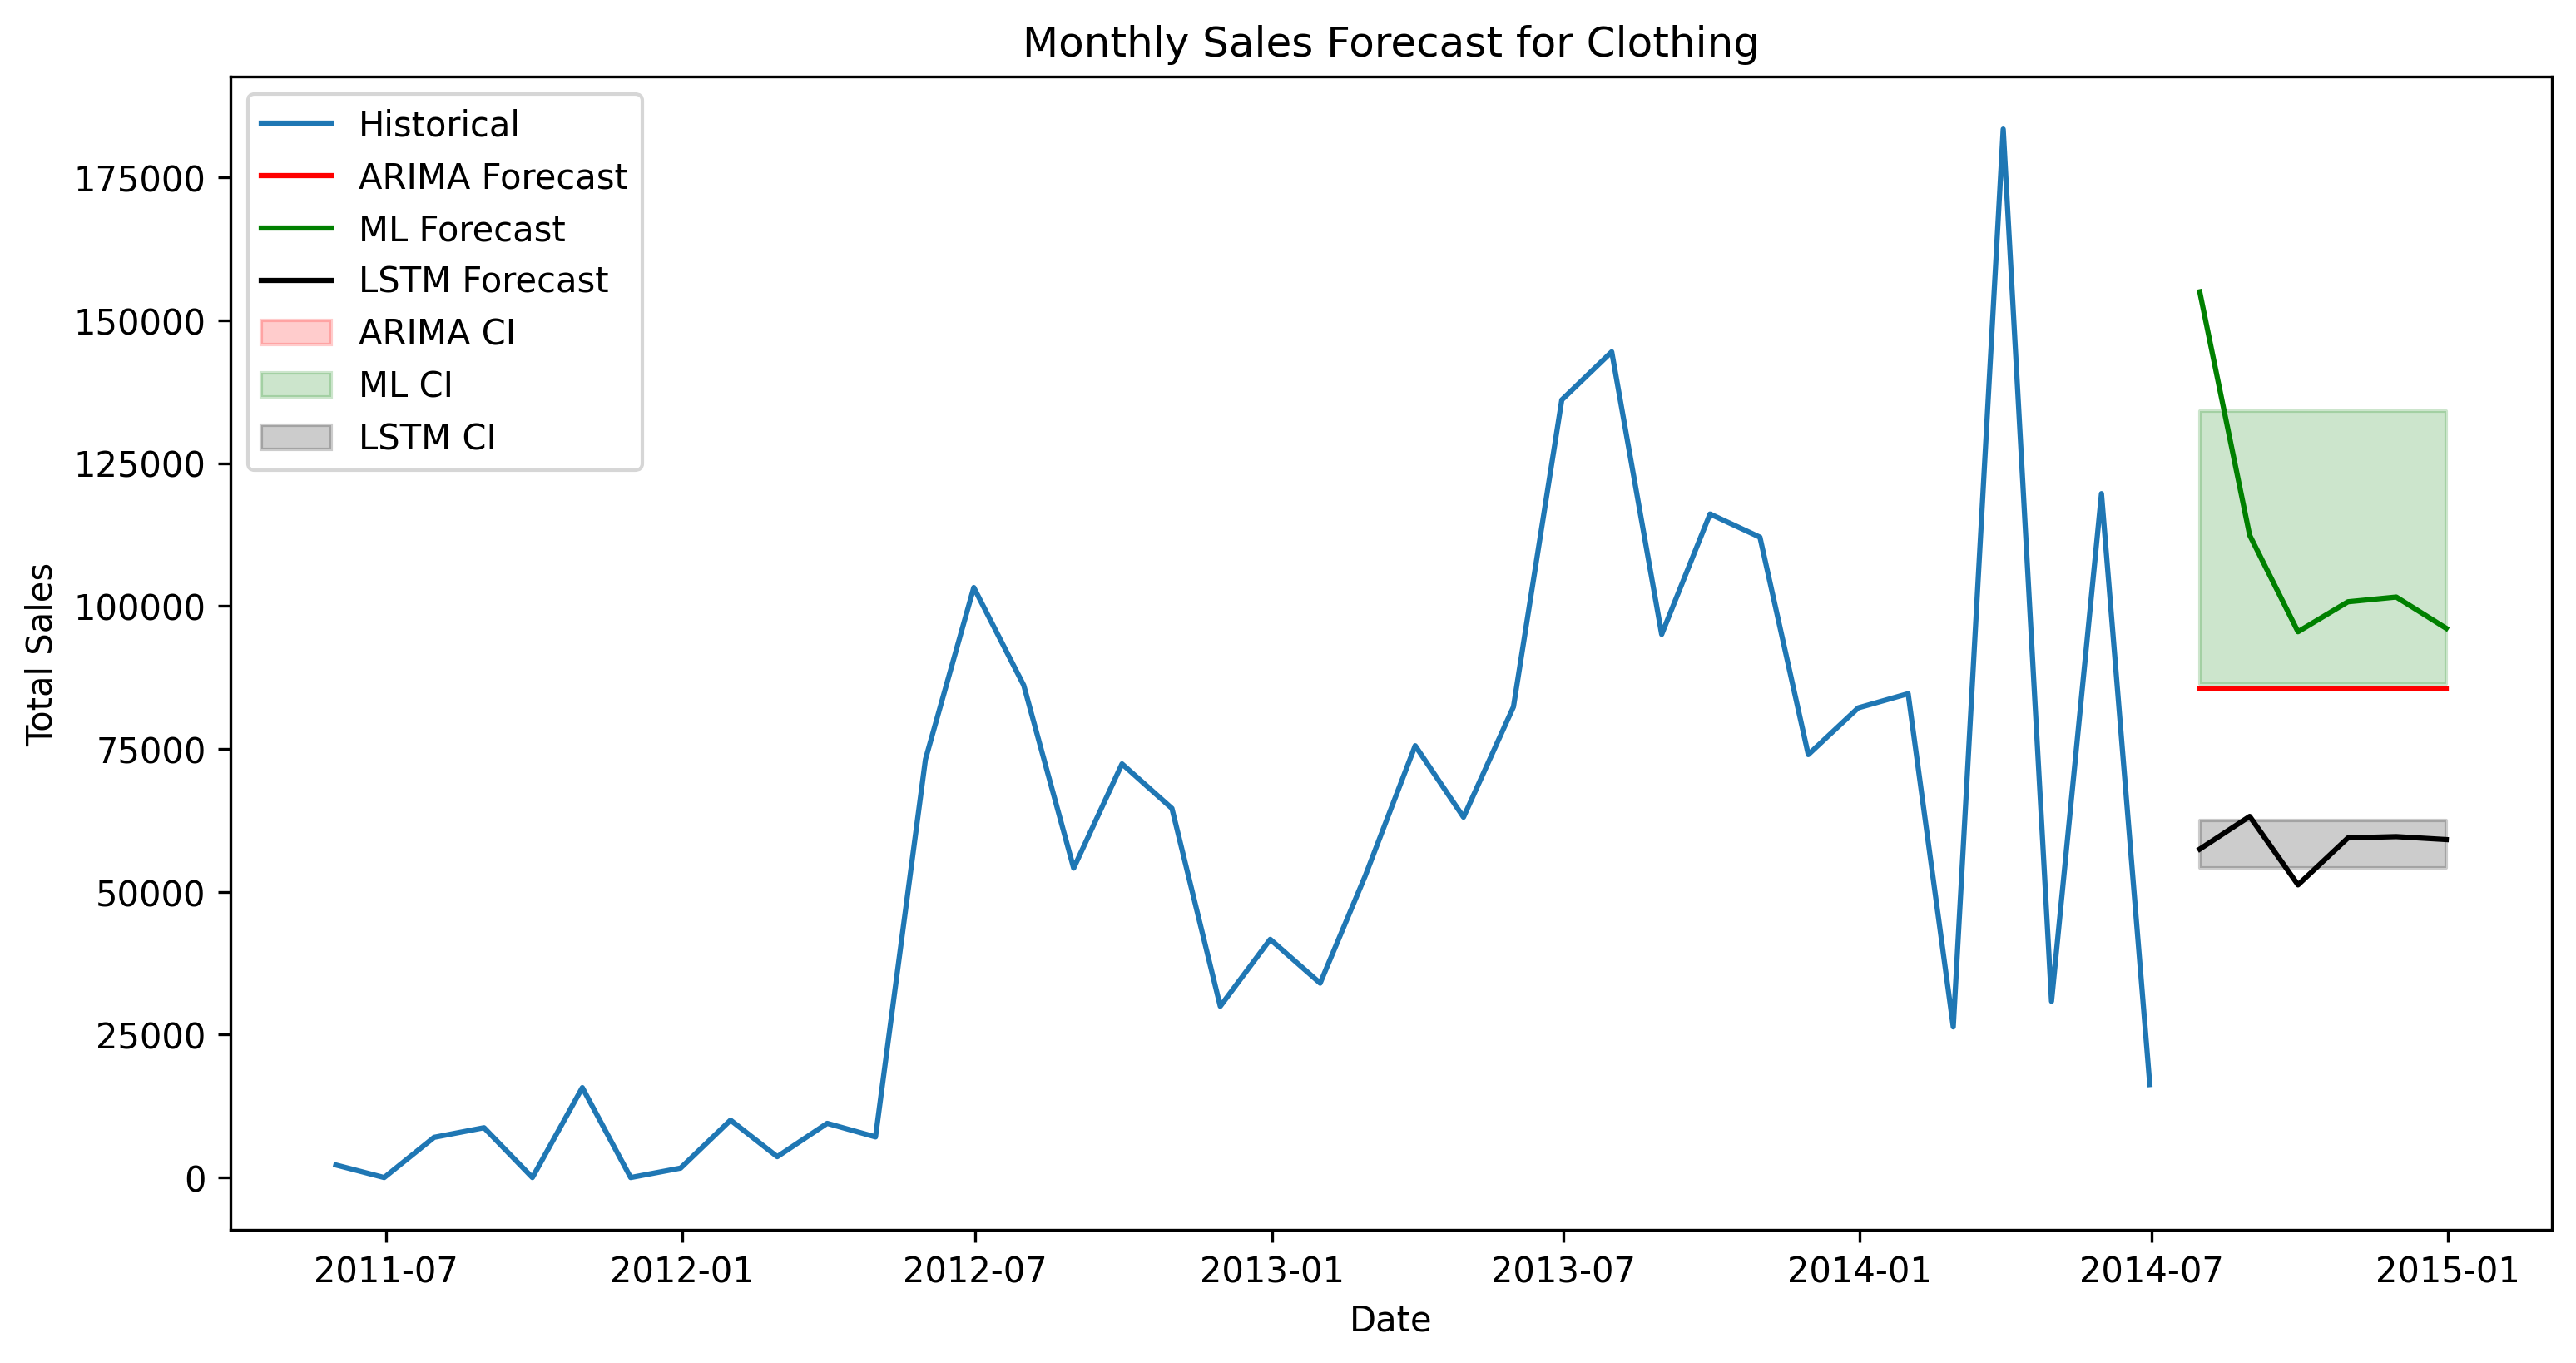 Monthly Sales Forecast for Clothing
Historical
ARIMA Forecast
ML Forecast
LSTM Forecast
ARIMA CI
ML CI
LSTM CI
175000
150000
125000
100000
75000
50000
25000
0
Total Sales
2011-07 2012-01 2012-07 2013-01 2013-07 2014-01 2014-07 2015-01
Date